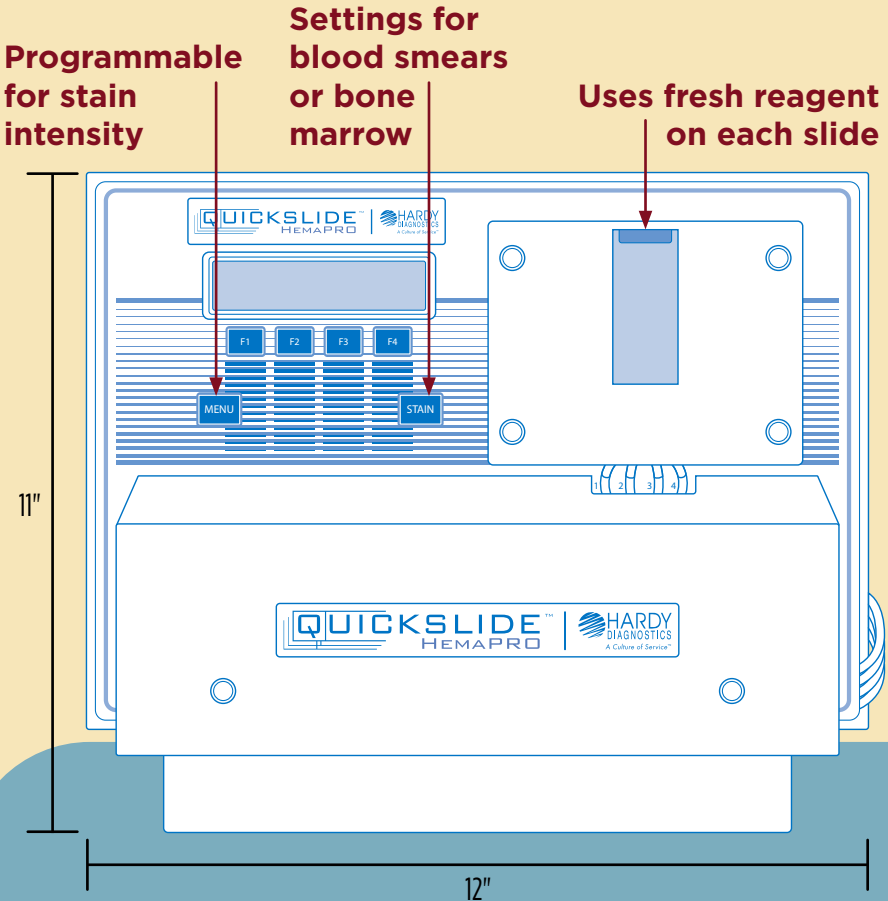 Settings for
blood smears
or bone
marrow
Programmable
for stain
intensity
Uses fresh reagent
on each slide
QUICKSLIDE™
HEMAPRO
HARDY
DIAGNOSTICS
A Culture of Service™
F1 F2 F3 F4
MENU STAIN
1 2 3 4
11"
QUICKSLIDE™
HEMAPRO
HARDY
DIAGNOSTICS
A Culture of Service™
12"